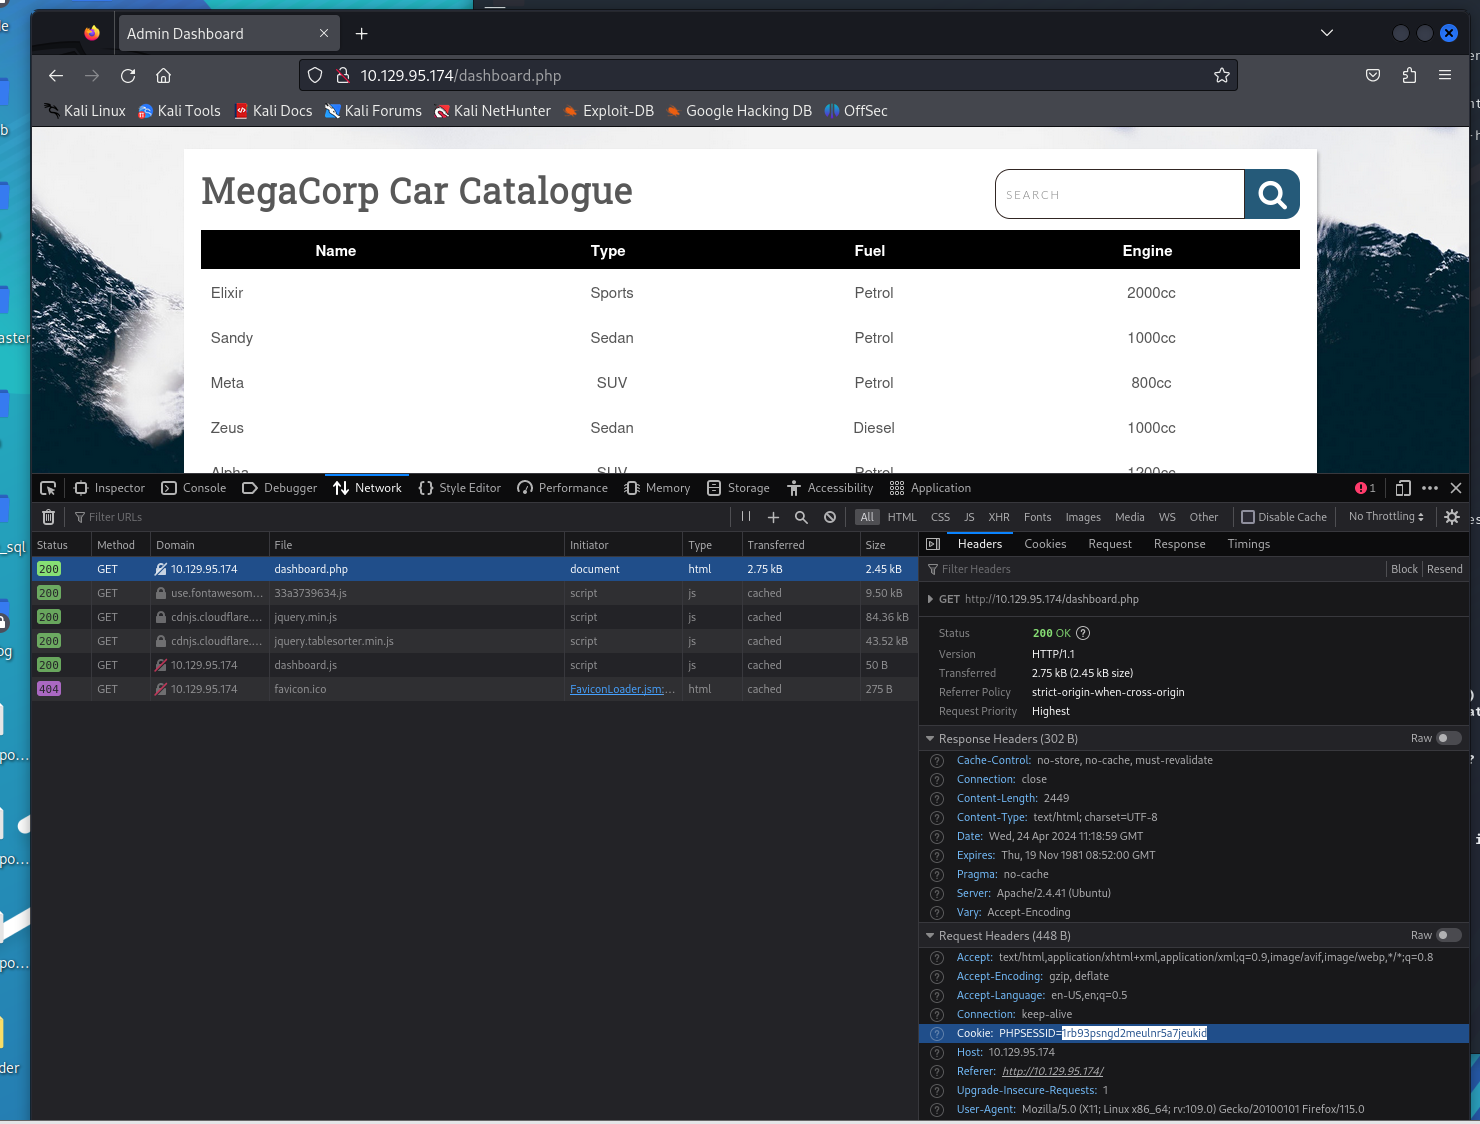 Admin Dashboard
10.129.95.174/dashboard.php
Kali Linux Kali Tools Kali Docs Kali Forums Kali NetHunter Exploit-DB Google Hacking DB OffSec
MegaCorp Car Catalogue
SEARCH
Name Type Fuel Engine
Elixir Sports Petrol 2000cc
Sandy Sedan Petrol 1000cc
Meta SUV Petrol 800cc
Zeus Sedan Diesel 1000cc
Alpha SUV Petrol 1200cc
Inspector Console Debugger Network Style Editor Performance Memory Storage Accessibility Application 1
Filter URLs All HTML CSS JS XHR Fonts Images Media WS Other Disable Cache No Throttling
Status Method Domain File Initiator Type Transferred Size
200 GET 10.129.95.174 dashboard.php document html 2.75 kB 2.45 kB
200 GET use.fontawesom... 33a3739634.js script js cached 9.50 kB
200 GET cdnjs.cloudflare.... jquery.min.js script js cached 84.36 kB
200 GET cdnjs.cloudflare.... jquery.tablesorter.min.js script js cached 43.52 kB
200 GET 10.129.95.174 dashboard.js script js cached 50 B
404 GET 10.129.95.174 favicon.ico FaviconLoader.jsm:... html cached 275 B
Headers Cookies Request Response Timings
Filter Headers Block Resend
GET http://10.129.95.174/dashboard.php
Status 200 OK
Version HTTP/1.1
Transferred 2.75 kB (2.45 kB size)
Referrer Policy strict-origin-when-cross-origin
Request Priority Highest
Response Headers (302 B) Raw
Cache-Control: no-store, no-cache, must-revalidate
Connection: close
Content-Length: 2449
Content-Type: text/html; charset=UTF-8
Date: Wed, 24 Apr 2024 11:18:59 GMT
Expires: Thu, 19 Nov 1981 08:52:00 GMT
Pragma: no-cache
Server: Apache/2.4.41 (Ubuntu)
Vary: Accept-Encoding
Request Headers (448 B) Raw
Accept: text/html,application/xhtml+xml,application/xml;q=0.9,image/avif,image/webp,*/*;q=0.8
Accept-Encoding: gzip, deflate
Accept-Language: en-US,en;q=0.5
Connection: keep-alive
Cookie: PHPSESSID=1rb93psngd2meulnr5a7jeukid
Host: 10.129.95.174
Referer: http://10.129.95.174/
Upgrade-Insecure-Requests: 1
User-Agent: Mozilla/5.0 (X11; Linux x86_64; rv:109.0) Gecko/20100101 Firefox/115.0